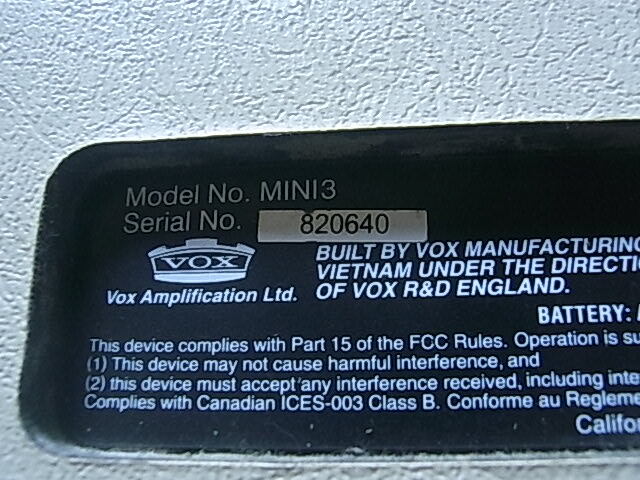 Model No. MINI3
Serial No. 820640
VOX
Vox Amplification Ltd.
BUILT BY VOX MANUFACTURING
VIETNAM UNDER THE DIRECTI
OF VOX R&D ENGLAND.
BATTERY:
This device complies with Part 15 of the FCC Rules. Operation is su
(1) This device may not cause harmful interference, and
(2) this device must accept any interference received, including inte
Complies with Canadian ICES-003 Class B. Conforme au Regleme
Califor